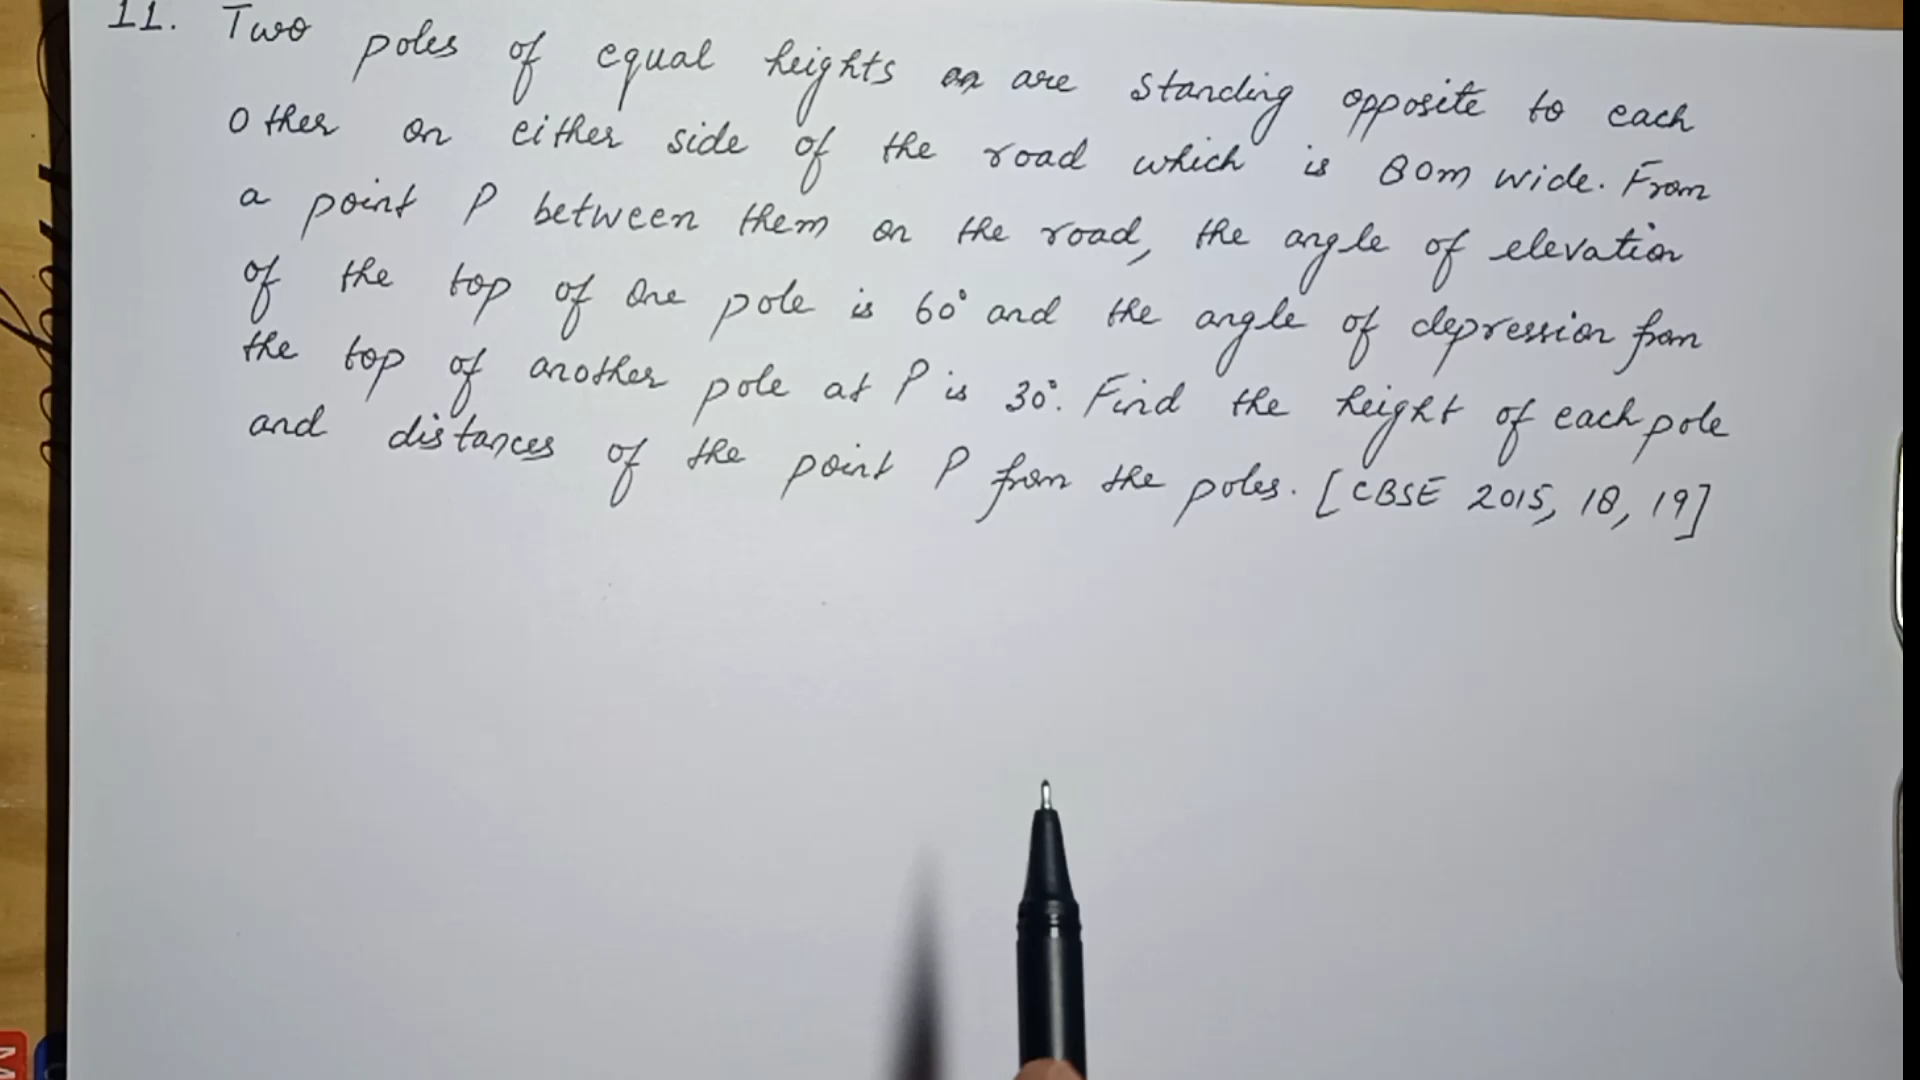 11. Two poles of equal heights are standing opposite to each
other on either side of the road which is 80m wide. From
a point P between them on the road, the angle of elevation
of the top of one pole is 60° and the angle of depression from
the top of another pole at P is 30°. Find the height of each pole
and distances of the point P from the poles. [CBSE 2015, 18, 19]